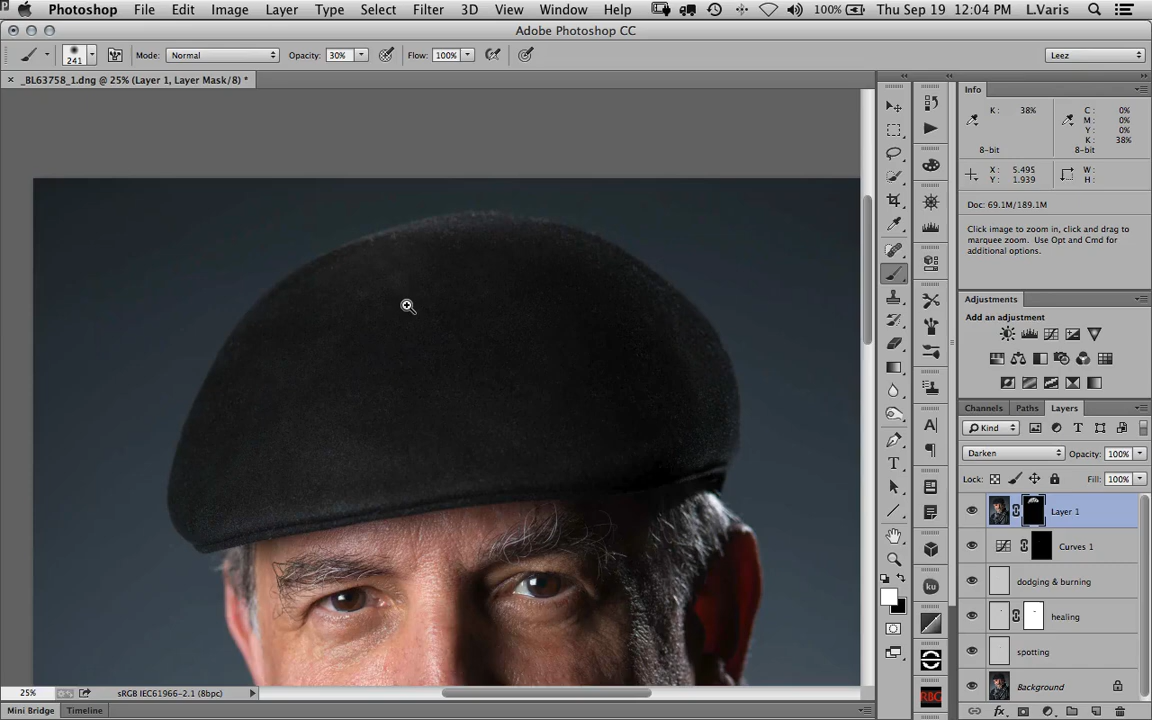 Photoshop File Edit Image Layer Type Select Filter 3D View Window Help 100% Thu Sep 19 12:04 PM L.Varis
Adobe Photoshop CC
241 Mode: Normal Opacity: 30% Flow: 100% Leez
_BL63758_1.dng @ 25% (Layer 1, Layer Mask/8) *
Info
K: 38% C: 0%
M: 0%
Y: 0%
K: 38%
8-bit 8-bit
X: 5.495 W:
Y: 1.939 H:
Doc: 69.1M/189.1M
Click image to zoom in, click and drag to
marquee zoom. Use Opt and Cmd for
additional options.
Adjustments
Add an adjustment
Channels Paths Layers
Kind
Darken Opacity: 100%
Lock: Fill: 100%
Layer 1
Curves 1
dodging & burning
healing
spotting
Background
ku
RBG
25% sRGB IEC61966-2.1 (8bpc)
Mini Bridge Timeline